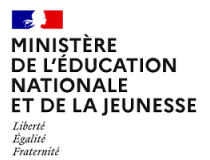 MINISTÈRE
DE L'ÉDUCATION
NATIONALE
ET DE LA JEUNESSE
Liberté
Égalité
Fraternité